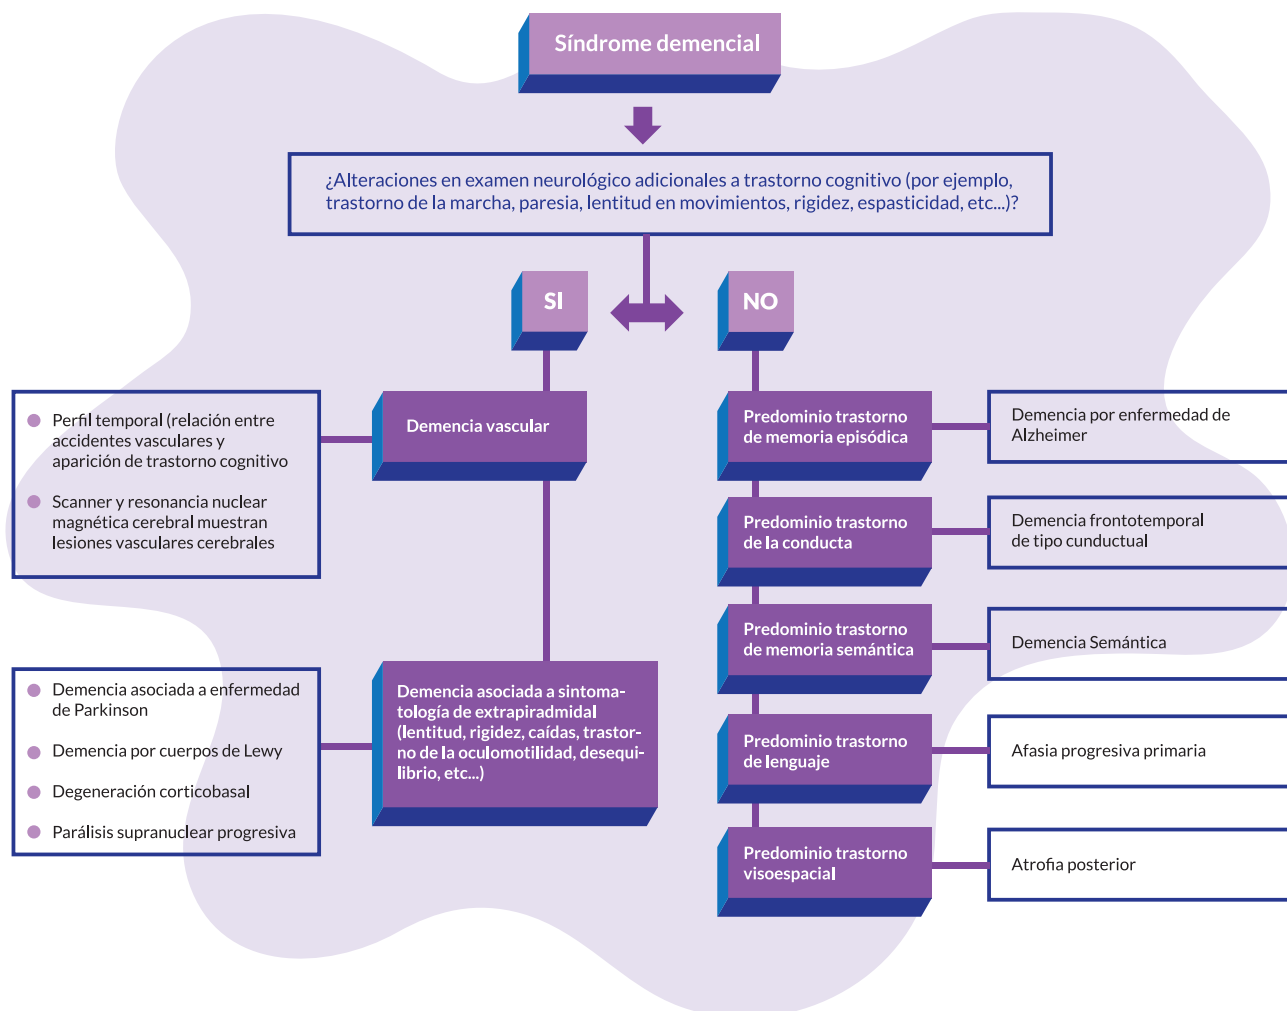 Síndrome demencial
¿Alteraciones en examen neurológico adicionales a trastorno cognitivo (por ejemplo,
trastorno de la marcha, paresia, lentitud en movimientos, rigidez, espasticidad, etc...)?
SI
NO
Perfil temporal (relación entre
accidentes vasculares y
aparición de trastorno cognitivo
Scanner y resonancia nuclear
magnética cerebral muestran
lesiones vasculares cerebrales
Demencia vascular
Demencia asociada a enfermedad
de Parkinson
Demencia por cuerpos de Lewy
Degeneración corticobasal
Parálisis supranuclear progresiva
Demencia asociada a sintoma-
tología de extrapiradmidal
(lentitud, rigidez, caídas, trastor-
no de la oculomotilidad, desequi-
librio, etc...)
Predominio trastorno
de memoria episódica
Demencia por enfermedad de
Alzheimer
Predominio trastorno
de la conducta
Demencia frontotemporal
de tipo cunductual
Predominio trastorno
de memoria semántica
Demencia Semántica
Predominio trastorno
de lenguaje
Afasia progresiva primaria
Predominio trastorno
visoespacial
Atrofia posterior